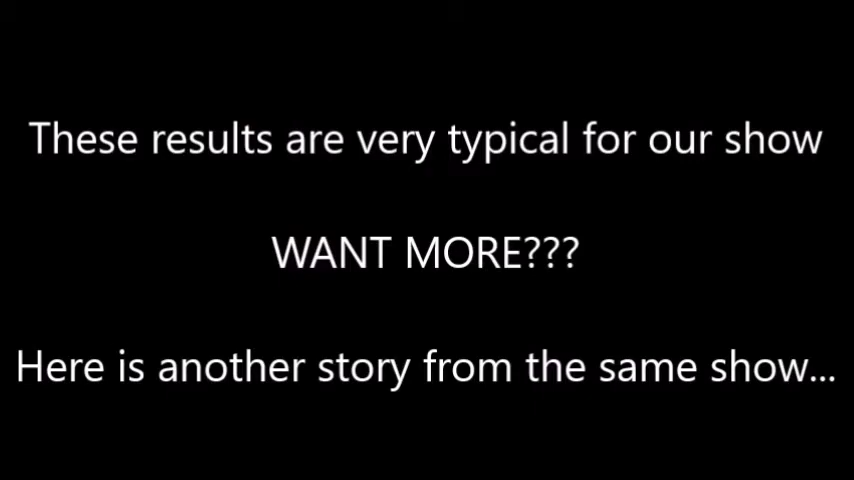 These results are very typical for our show
WANT MORE???
Here is another story from the same show...